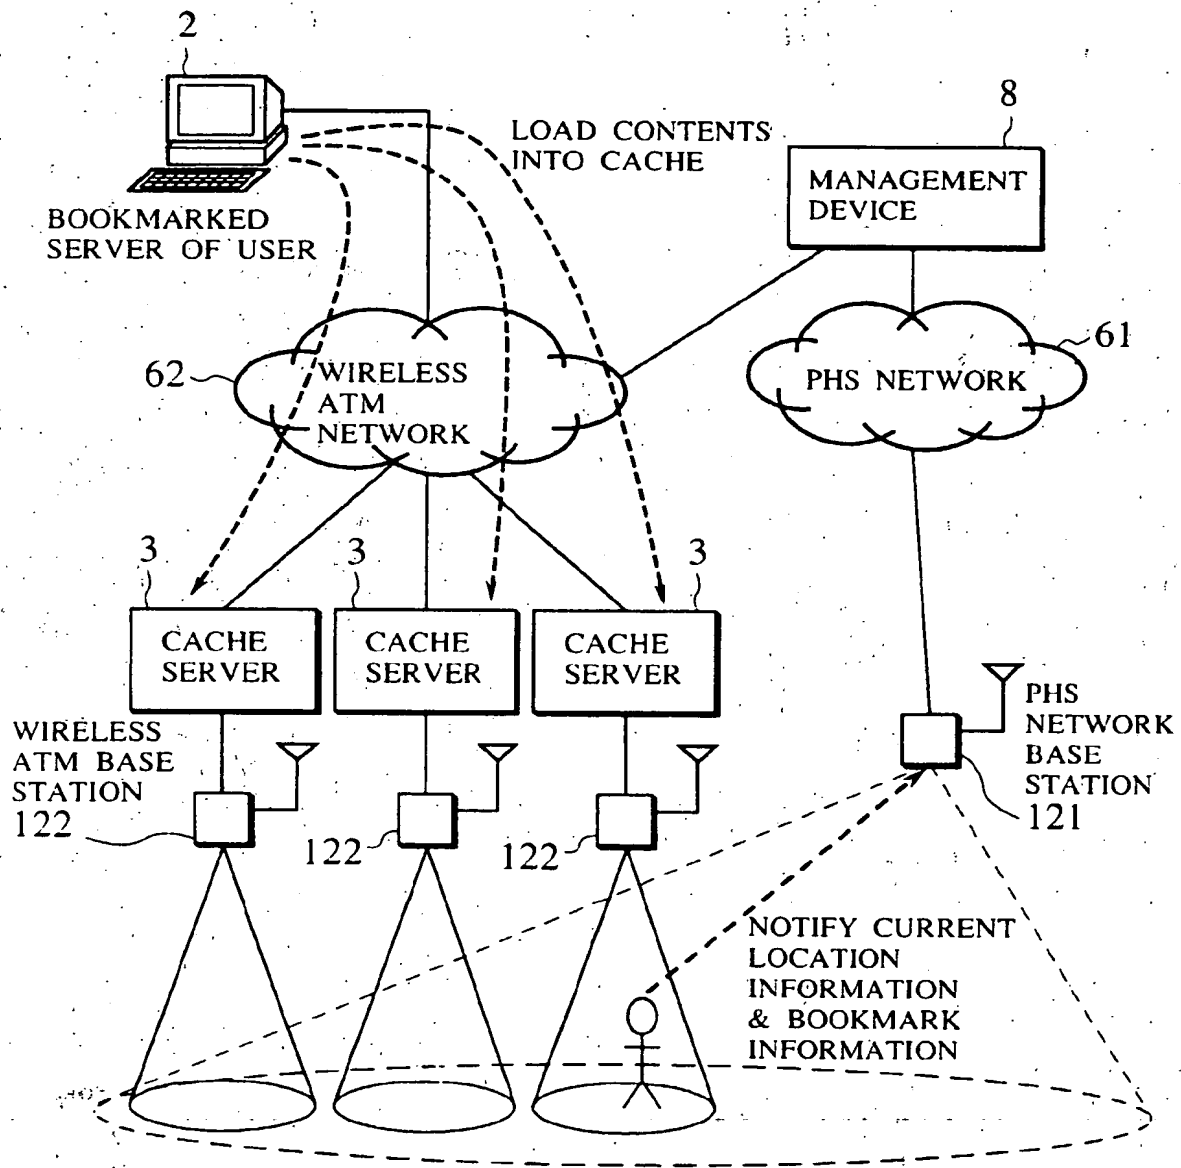 2
LOAD CONTENTS
INTO CACHE
8
MANAGEMENT
DEVICE
BOOKMARKED
SERVER OF USER
62
WIRELESS
ATM
NETWORK
61
PHS NETWORK
3
3
3
CACHE
SERVER
CACHE
SERVER
CACHE
SERVER
WIRELESS
ATM BASE
STATION
122
122
122
PHS
NETWORK
BASE
STATION
121
NOTIFY CURRENT
LOCATION
INFORMATION
& BOOKMARK
INFORMATION